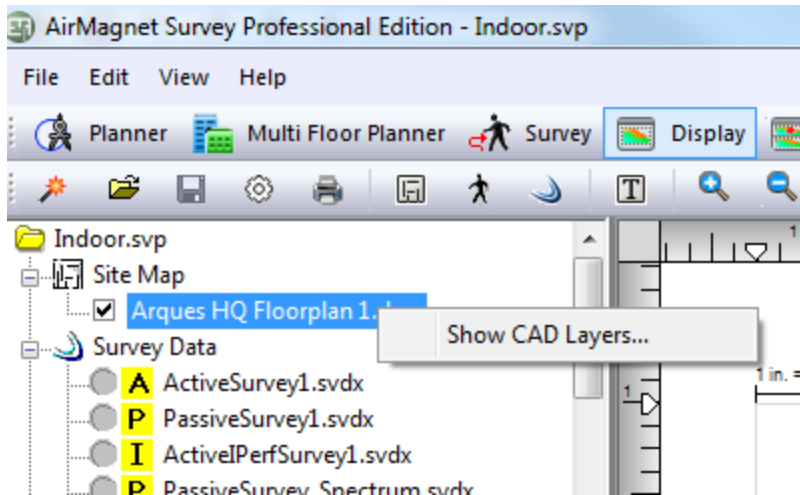 AirMagnet Survey Professional Edition - Indoor.svp
File Edit View Help
Planner Multi Floor Planner Survey Display
T
Indoor.svp
1
Site Map
Arques HQ Floorplan 1.
Show CAD Layers...
Survey Data
A ActiveSurvey1.svdx
1 in. =
P PassiveSurvey1.svdx
1
I ActiveIPerfSurvey1.svdx
P PassiveSurvey_Spectrum.svdx